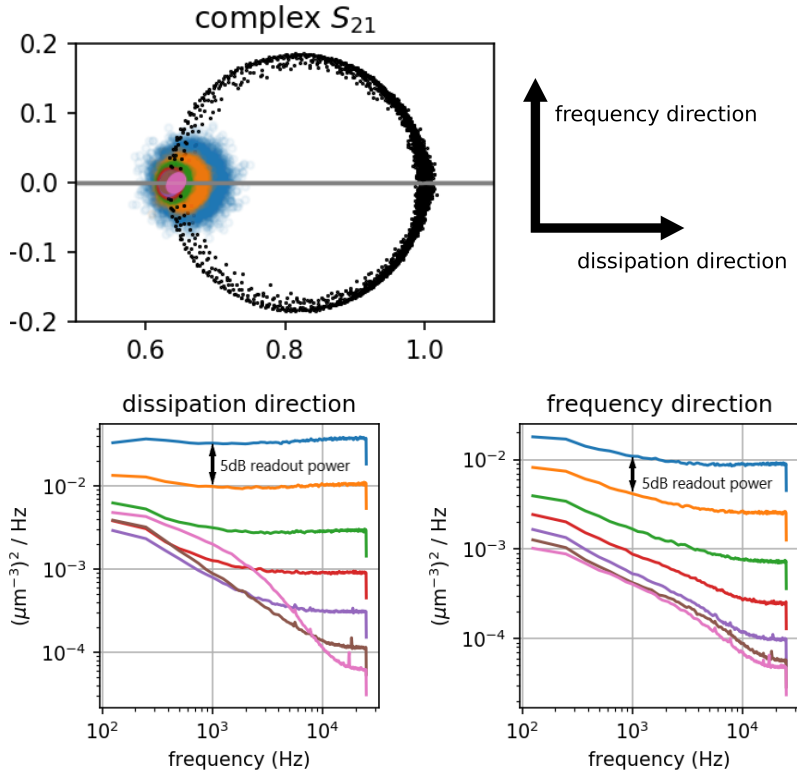 complex S₂₁
0.2
0.1
0.0
-0.1
-0.2
0.6 0.8 1.0
frequency direction
dissipation direction
dissipation direction
(μm⁻³)² / Hz
10⁻²
10⁻³
10⁻⁴
5dB readout power
10² 10³ 10⁴
frequency (Hz)
frequency direction
(μm⁻³)² / Hz
10⁻²
10⁻³
10⁻⁴
5dB readout power
10² 10³ 10⁴
frequency (Hz)